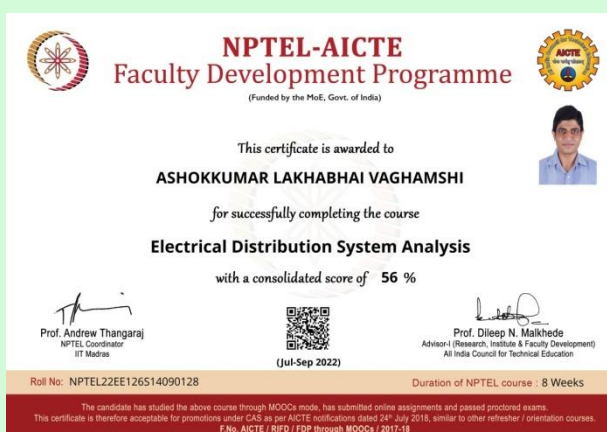 NPTEL-AICTE
Faculty Development Programme
(Funded by the MoE, Govt. of India)
AICTE
This certificate is awarded to
ASHOKKUMAR LAKHABHAI VAGHAMSHI
for successfully completing the course
Electrical Distribution System Analysis
with a consolidated score of 56 %
Prof. Andrew Thangaraj
NPTEL Coordinator
IIT Madras
(Jul-Sep 2022)
Prof. Dileep N. Malkhede
Advisor-I (Research, Institute & Faculty Development)
All India Council for Technical Education
Roll No: NPTEL22EE126S14090128
Duration of NPTEL course : 8 Weeks
The candidate has studied the above course through MOOCs mode, has submitted online assignments and passed proctored exams.
This certificate is therefore acceptable for promotions under CAS as per AICTE notifications dated 24th July 2018, similar to other refresher / orientation courses.
F.No. AICTE / RIFD / FDP through MOOCs / 2017-18